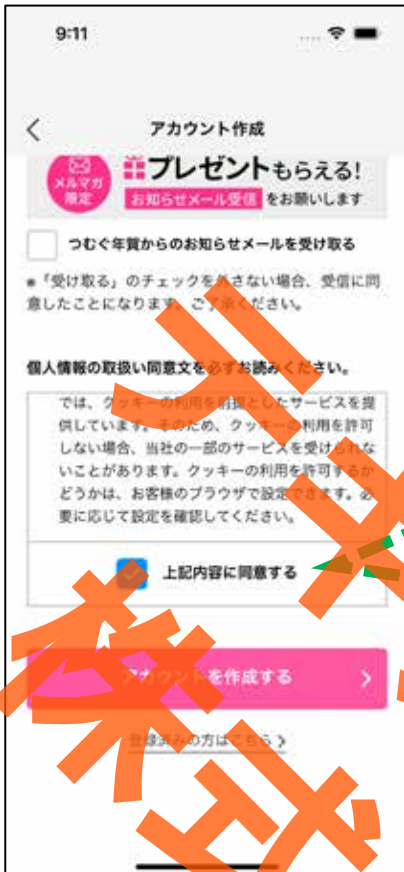 9:11
アカウント作成
メルマガ
限定
プレゼントもらえる!
お知らせメール受信 をお願いします
つむぐ年賀からのお知らせメールを受け取る
※「受け取る」のチェックを外さない場合、受信に同
意したことになります。ご了承ください。
個人情報の取扱い同意文を必ずお読みください。
では、クッキーの利用を前提としたサービスを提
供しています。そのため、クッキーの利用を許可
しない場合、当社の一部のサービスを受けられな
いことがあります。クッキーの利用を許可するか
どうかは、お客様のブラウザで設定できます。必
要に応じて設定を確認してください。
上記内容に同意する
アカウントを作成する
登録済みの方はこちら
株式